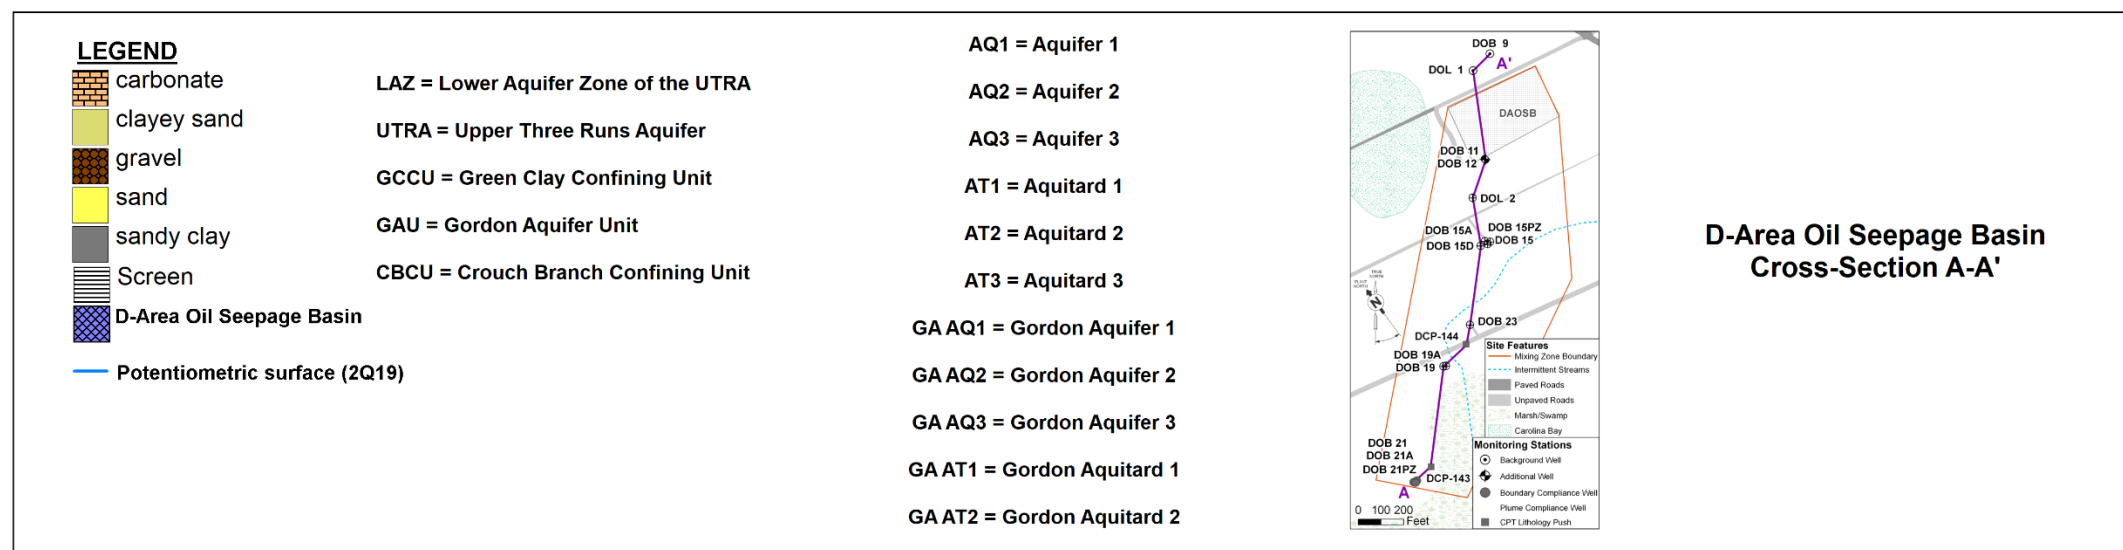 LEGEND
carbonate
clayey sand
gravel
sand
sandy clay
Screen
D-Area Oil Seepage Basin
Potentiometric surface (2Q19)
LAZ = Lower Aquifer Zone of the UTRA
UTRA = Upper Three Runs Aquifer
GCCU = Green Clay Confining Unit
GAU = Gordon Aquifer Unit
CBCU = Crouch Branch Confining Unit
AQ1 = Aquifer 1
AQ2 = Aquifer 2
AQ3 = Aquifer 3
AT1 = Aquitard 1
AT2 = Aquitard 2
AT3 = Aquitard 3
GA AQ1 = Gordon Aquifer 1
GA AQ2 = Gordon Aquifer 2
GA AQ3 = Gordon Aquifer 3
GA AT1 = Gordon Aquitard 1
GA AT2 = Gordon Aquitard 2
DOB 9
A'
DOL 1
DAOSB
DOB 11
DOB 12
DOL 2
DOB 15A
DOB 15PZ
DOB 15D
DOB 15
TRUE NORTH
PLANT NORTH
N
DOB 23
DCP-144
DOB 19A
DOB 19
DOB 21
DOB 21A
DOB 21PZ
DCP-143
A
0 100 200
Feet
Site Features
Mixing Zone Boundary
Intermittent Streams
Paved Roads
Unpaved Roads
Marsh/Swamp
Carolina Bay
Monitoring Stations
Background Well
Additional Well
Boundary Compliance Well
Plume Compliance Well
CPT Lithology Push
D-Area Oil Seepage Basin
Cross-Section A-A'